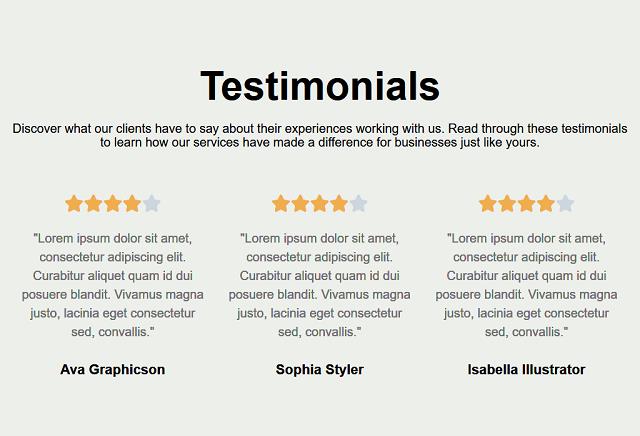 Testimonials
Discover what our clients have to say about their experiences working with us. Read through these testimonials
to learn how our services have made a difference for businesses just like yours.
"Lorem ipsum dolor sit amet,
consectetur adipiscing elit.
Curabitur aliquet quam id dui
posuere blandit. Vivamus magna
justo, lacinia eget consectetur
sed, convallis."
Ava Graphicson
"Lorem ipsum dolor sit amet,
consectetur adipiscing elit.
Curabitur aliquet quam id dui
posuere blandit. Vivamus magna
justo, lacinia eget consectetur
sed, convallis."
Sophia Styler
"Lorem ipsum dolor sit amet,
consectetur adipiscing elit.
Curabitur aliquet quam id dui
posuere blandit. Vivamus magna
justo, lacinia eget consectetur
sed, convallis."
Isabella Illustrator